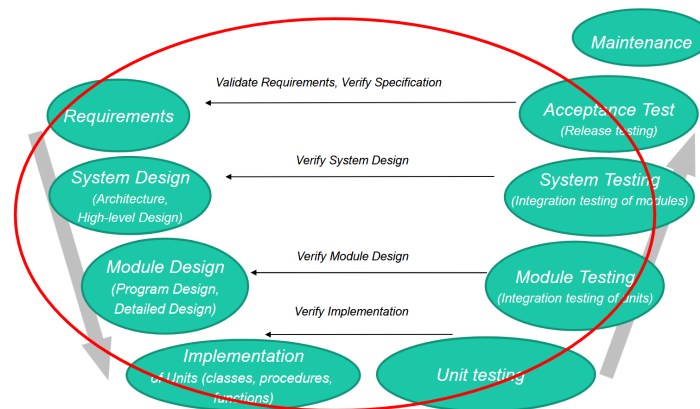 Maintenance
Validate Requirements, Verify Specification
Requirements
Acceptance Test
(Release testing)
Verify System Design
System Design
(Architecture,
High-level Design)
System Testing
(Integration testing of modules)
Verify Module Design
Module Design
(Program Design,
Detailed Design)
Module Testing
(Integration testing of units)
Verify Implementation
Implementation
of Units (classes, procedures,
functions)
Unit testing